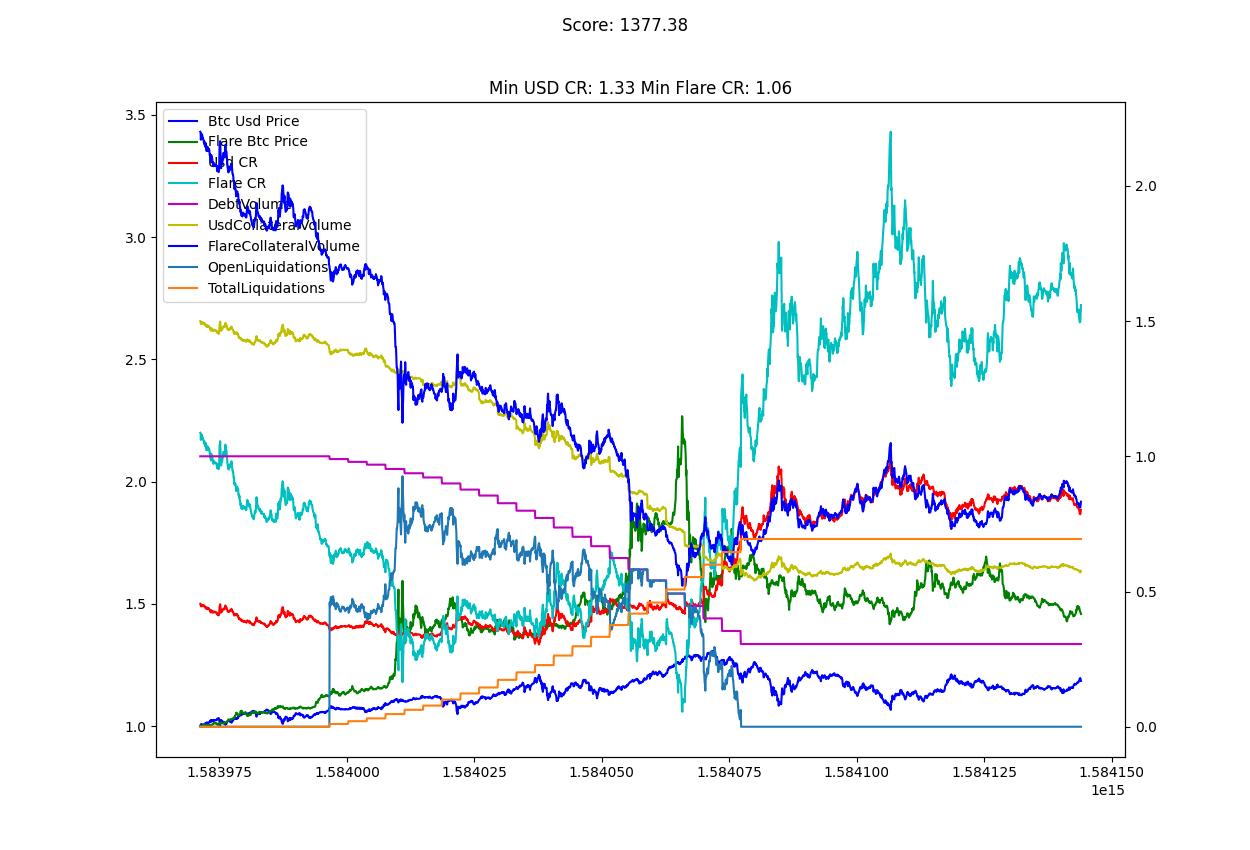 Score: 1377.38
Min USD CR: 1.33 Min Flare CR: 1.06
Btc Usd Price
Flare Btc Price
Usd CR
Flare CR
DebtVolume
UsdCollateralVolume
FlareCollateralVolume
OpenLiquidations
TotalLiquidations
3.5
3.0
2.5
2.0
1.5
1.0
2.0
1.5
1.0
0.5
0.0
1.583975
1.584000
1.584025
1.584050
1.584075
1.584100
1.584125
1.584150
1e15